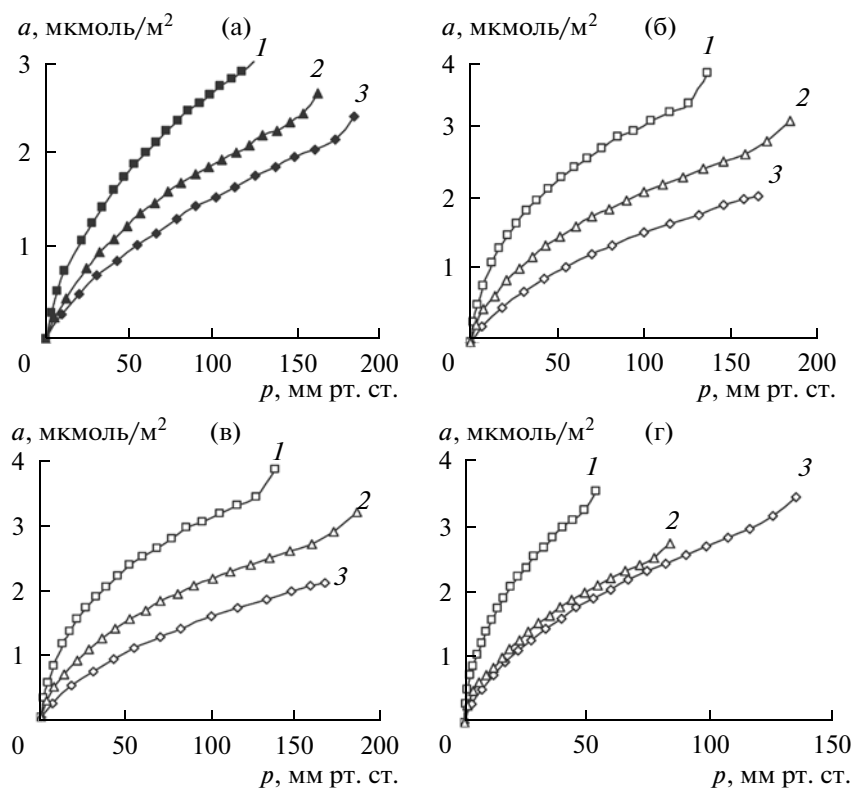 a, мкмоль/м² (а)
1
3
2
3
2
1
0 50 100 150 200
p, мм рт. ст.
a, мкмоль/м² (б)
1
4
2
3
3
2
1
0 50 100 150 200
p, мм рт. ст.
a, мкмоль/м² (в)
4
1
2
3
3
2
1
0 50 100 150 200
p, мм рт. ст.
a, мкмоль/м² (г)
4
1
3
2
3
2
1
0 50 100 150
p, мм рт. ст.